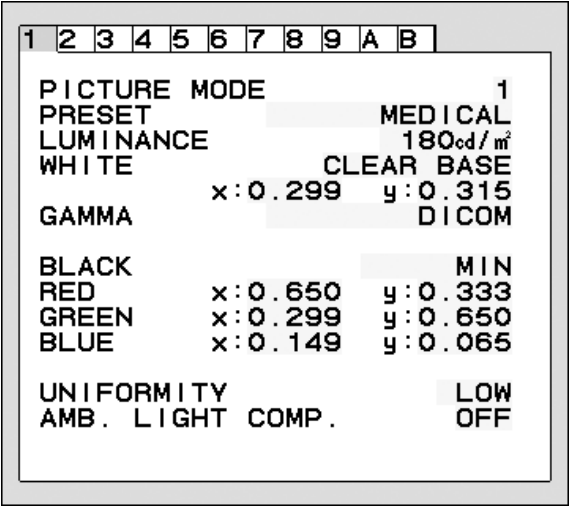 1 2 3 4 5 6 7 8 9 A B
PICTURE MODE 1
PRESET MEDICAL
LUMINANCE 180cd/㎡
WHITE CLEAR BASE
x:0.299 y:0.315
GAMMA DICOM
BLACK MIN
RED x:0.650 y:0.333
GREEN x:0.299 y:0.650
BLUE x:0.149 y:0.065
UNIFORMITY LOW
AMB. LIGHT COMP. OFF